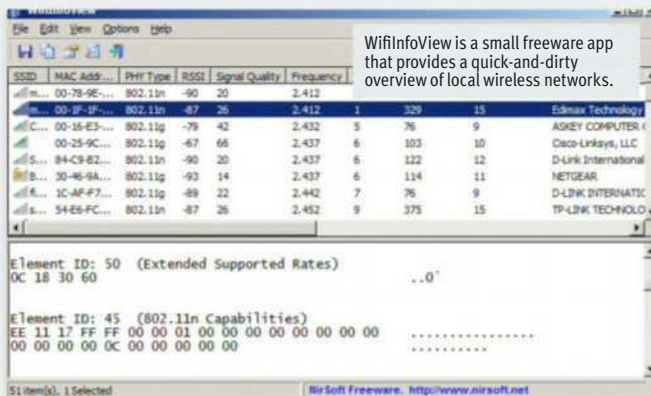 WifiInfoView
File Edit View Options Help
WifiInfoView is a small freeware app
that provides a quick-and-dirty
overview of local wireless networks.
SSID MAC Addr... PHY Type RSSI Signal Quality Frequency
m... 00-78-9E-... 802.11n -90 20 2.412
m... 00-1F-1F-... 802.11n -87 26 2.412 1 329 15 Edimax Technology
C... 00-16-E3-... 802.11g -79 42 2.432 5 76 9 ASKEY COMPUTER
00-25-9C... 802.11g -67 66 2.437 6 103 10 Cisco-Linksys, LLC
S... 84-C9-B2... 802.11n -90 20 2.437 6 122 12 D-Link International
B... 30-46-9A... 802.11g -93 14 2.437 6 114 11 NETGEAR
fl... 1C-AF-F7... 802.11g -89 22 2.442 7 76 9 D-LINK INTERNATIC
s... 54-E6-FC... 802.11n -87 26 2.452 9 375 15 TP-LINK TECHNOLO
Element ID: 50 (Extended Supported Rates)
0C 18 30 60 ..0`
Element ID: 45 (802.11n Capabilities)
EE 11 17 FF FF 00 00 01 00 00 00 00 00 00 00 00 ................
00 00 00 00 0C 00 00 00 00 00 ..........
51 item(s), 1 Selected NirSoft Freeware. http://www.nirsoft.net